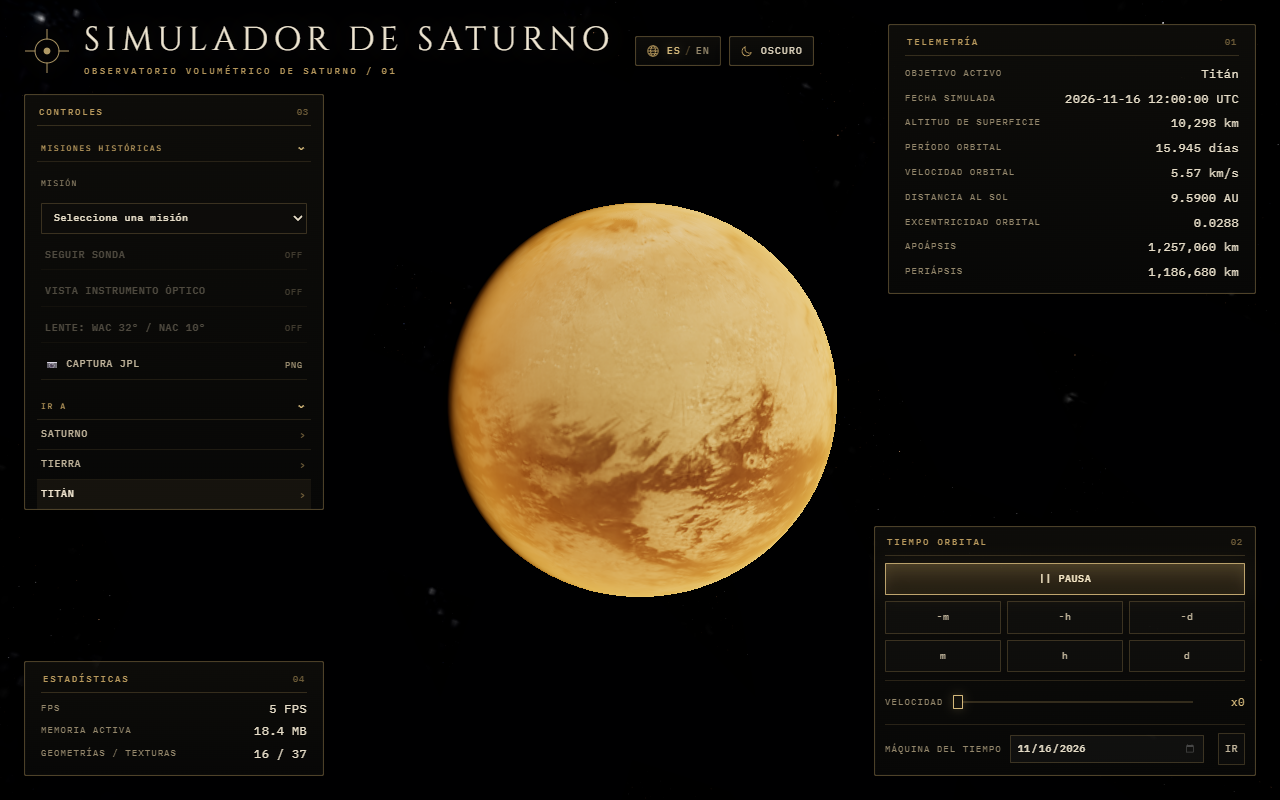 SIMULADOR DE SATURNO
OBSERVATORIO VOLUMÉTRICO DE SATURNO / 01
ES / EN
OSCURO
CONTROLES 03
MISIONES HISTÓRICAS
MISIÓN
Selecciona una misión
SEGUIR SONDA OFF
VISTA INSTRUMENTO ÓPTICO OFF
LENTE: WAC 32° / NAC 10° OFF
CAPTURA JPL PNG
IR A
SATURNO ›
TIERRA ›
TITÁN ›
ESTADÍSTICAS 04
FPS 5 FPS
MEMORIA ACTIVA 18.4 MB
GEOMETRÍAS / TEXTURAS 16 / 37
TELEMETRÍA 01
OBJETIVO ACTIVO Titán
FECHA SIMULADA 2026-11-16 12:00:00 UTC
ALTITUD DE SUPERFICIE 10,298 km
PERÍODO ORBITAL 15.945 días
VELOCIDAD ORBITAL 5.57 km/s
DISTANCIA AL SOL 9.5900 AU
EXCENTRICIDAD ORBITAL 0.0288
APOÁPSIS 1,257,060 km
PERIÁPSIS 1,186,680 km
TIEMPO ORBITAL 02
|| PAUSA
-m -h -d
m h d
VELOCIDAD x0
MÁQUINA DEL TIEMPO 11/16/2026 IR